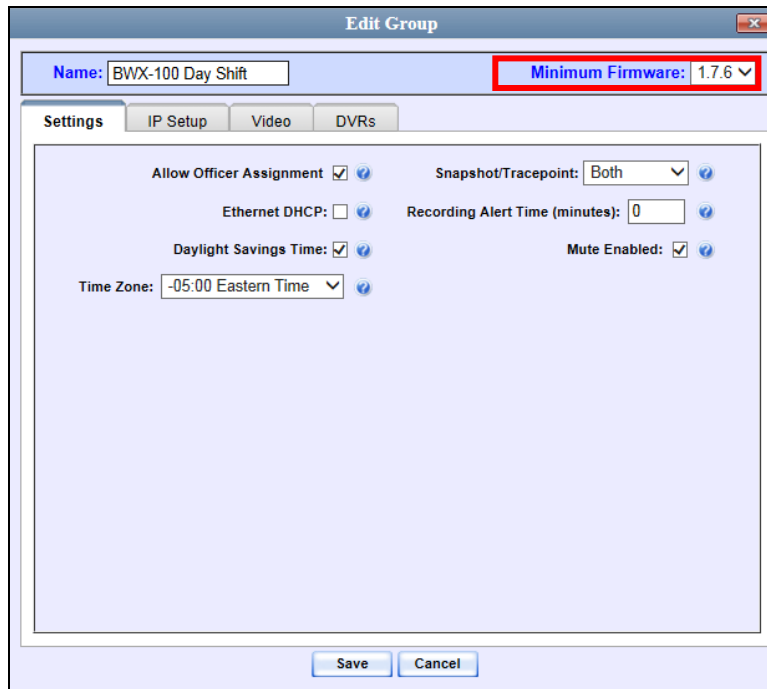 Edit Group
Name: BWX-100 Day Shift Minimum Firmware: 1.7.6
Settings IP Setup Video DVRs
Allow Officer Assignment Snapshot/Tracepoint: Both
Ethernet DHCP: Recording Alert Time (minutes): 0
Daylight Savings Time: Mute Enabled:
Time Zone: -05:00 Eastern Time
Save Cancel